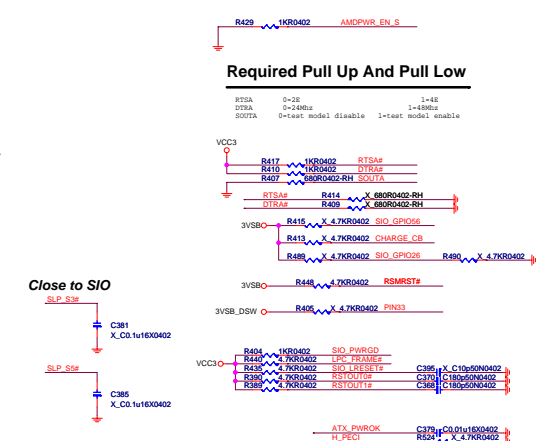 R429 1KR0402 AMDPWR_EN_S
Required Pull Up And Pull Low
RTSA 0=2E 1=4E
DTRA 0=24Mhz 1=48Mhz
SOUTA 0=test model disable 1=test model enable
VCC3
R417 1KR0402 RTSA#
R410 1KR0402 DTRA#
R407 680R0402-RH SOUTA
RTSA# R414 X_680R0402-RH
DTRA# R409 X_680R0402-RH
3VSB R415 X_4.7KR0402 SIO_GPIO56
R413 X_4.7KR0402 CHARGE_CB
R489 X_4.7KR0402 SIO_GPIO26 R490 X_4.7KR0402
3VSB R448 4.7KR0402 RSMRST#
3VSB_DSW R405 X_4.7KR0402 PIN33
Close to SIO
SLP_S3#
C381
X_C0.1u16X0402
SLP_S5#
C385
X_C0.1u16X0402
VCC3
R404 1KR0402 SIO_PWRGD
R440 4.7KR0402 LPC_FRAME#
R435 4.7KR0402 SIO_LRESET# C395 X_C10p50N0402
R390 4.7KR0402 RSTOUT0# C370 C180p50N0402
R389 4.7KR0402 RSTOUT1# C368 C180p50N0402
ATX_PWROK C379 C0.01u16X0402
H_PECI R524 X_4.7KR0402